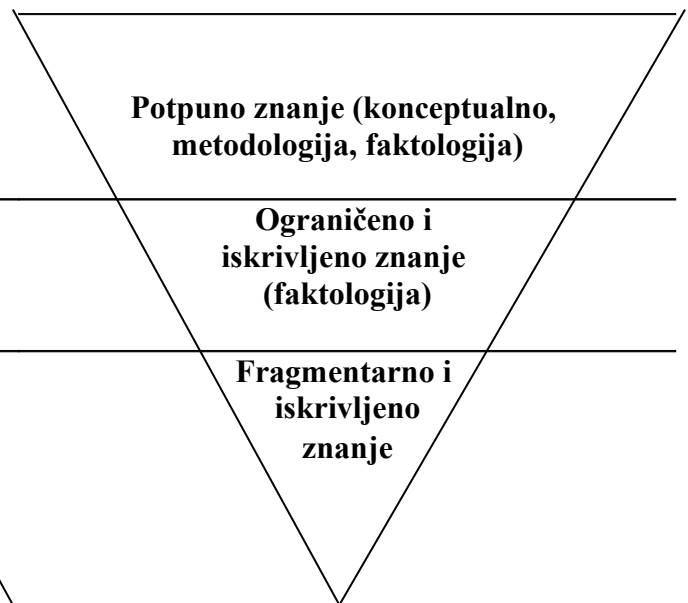 Potpuno znanje (konceptualno,
metodologija, faktologija)
Ograničeno i
iskrivljeno znanje
(faktologija)
Fragmentarno i
iskrivljeno
znanje